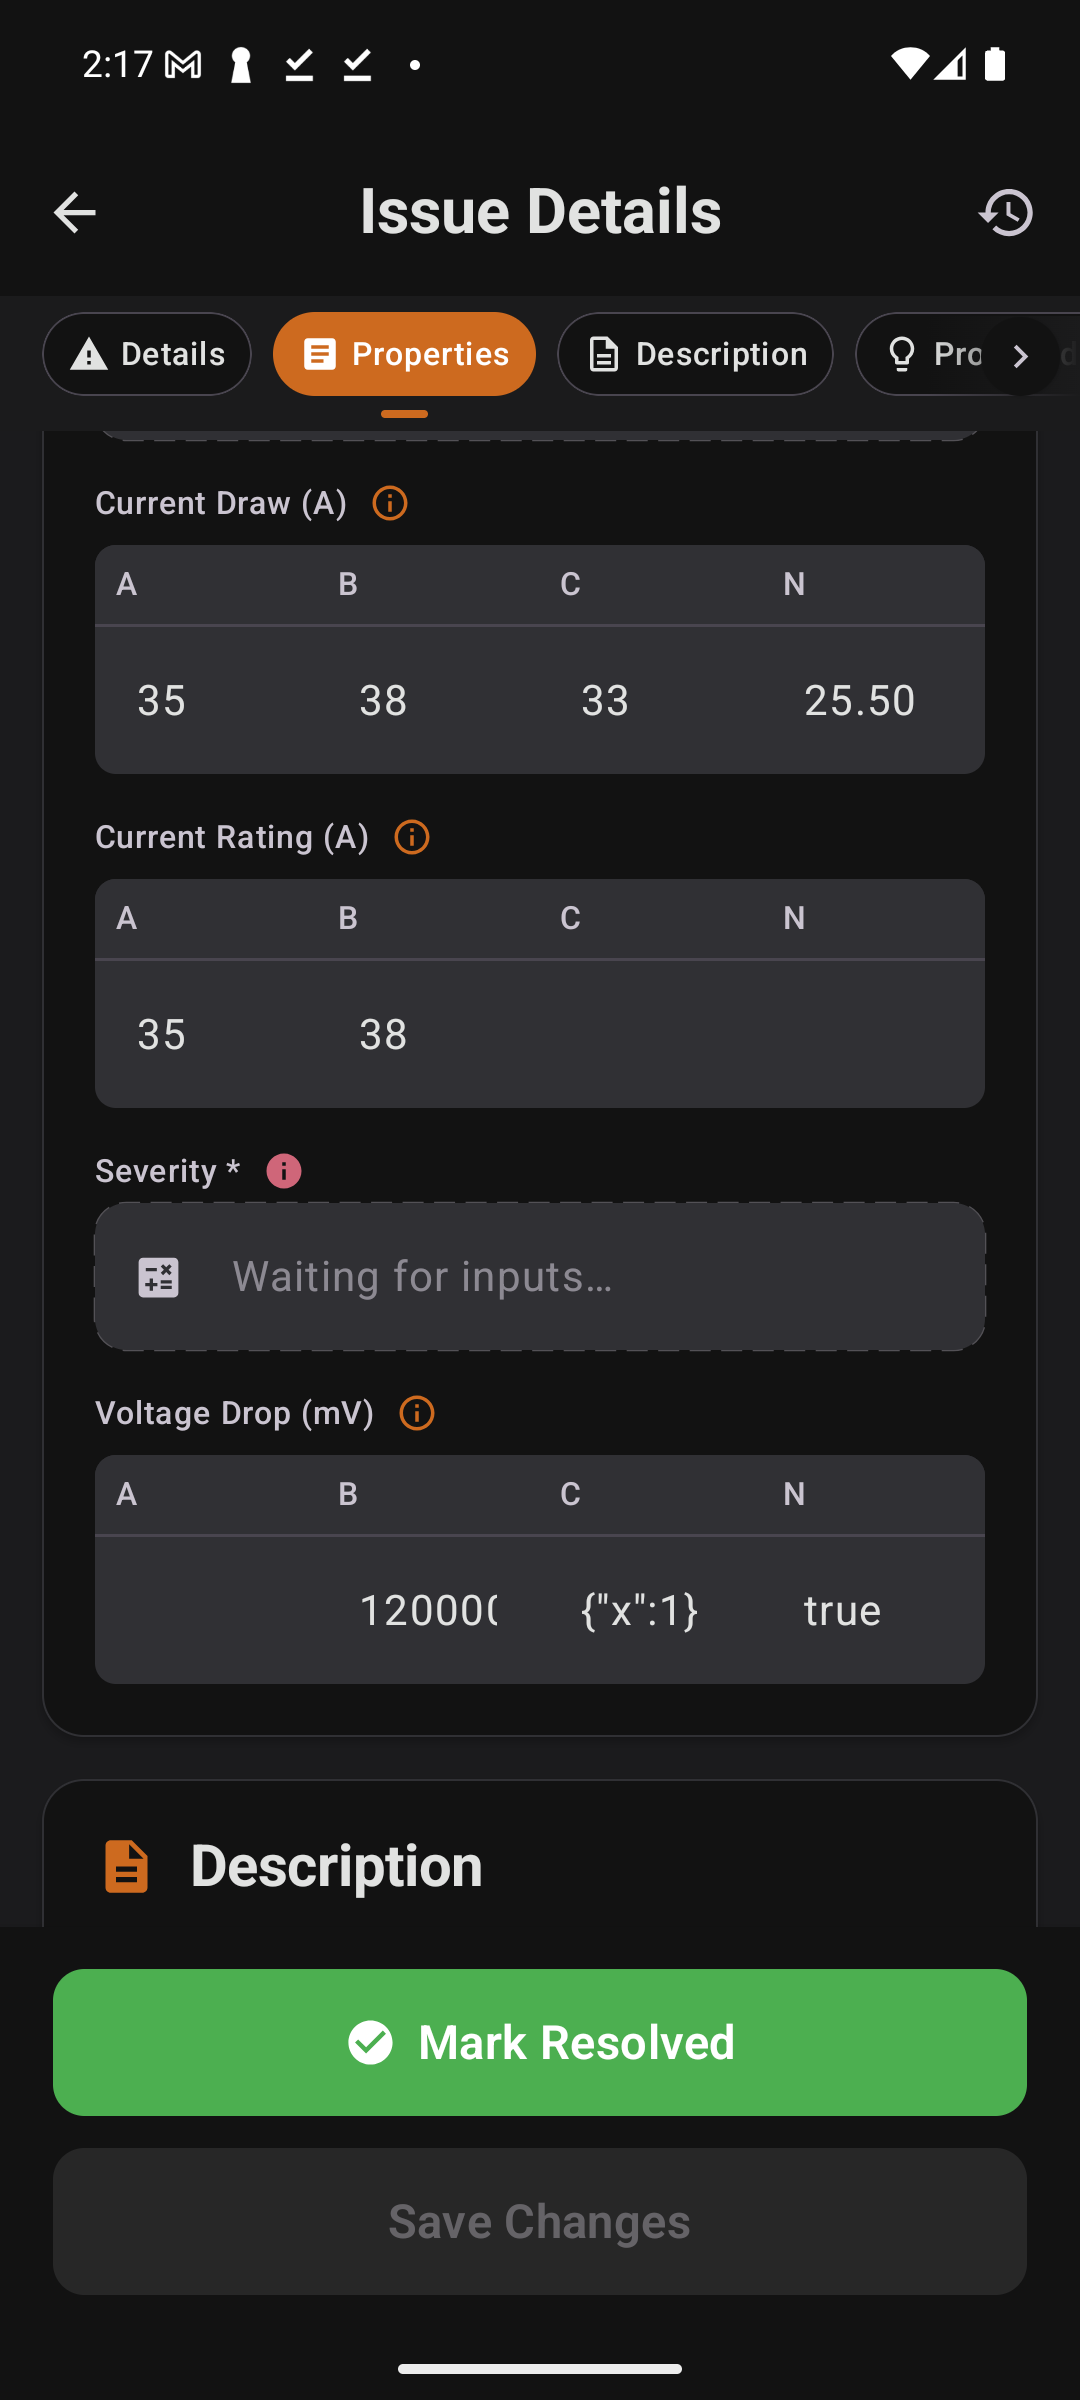 2:17
Issue Details
Details Properties Description Pro
Current Draw (A)
A B C N
35 38 33 25.50
Current Rating (A)
A B C N
35 38
Severity *
Waiting for inputs…
Voltage Drop (mV)
A B C N
12000 {"x":1} true
Description
Mark Resolved
Save Changes